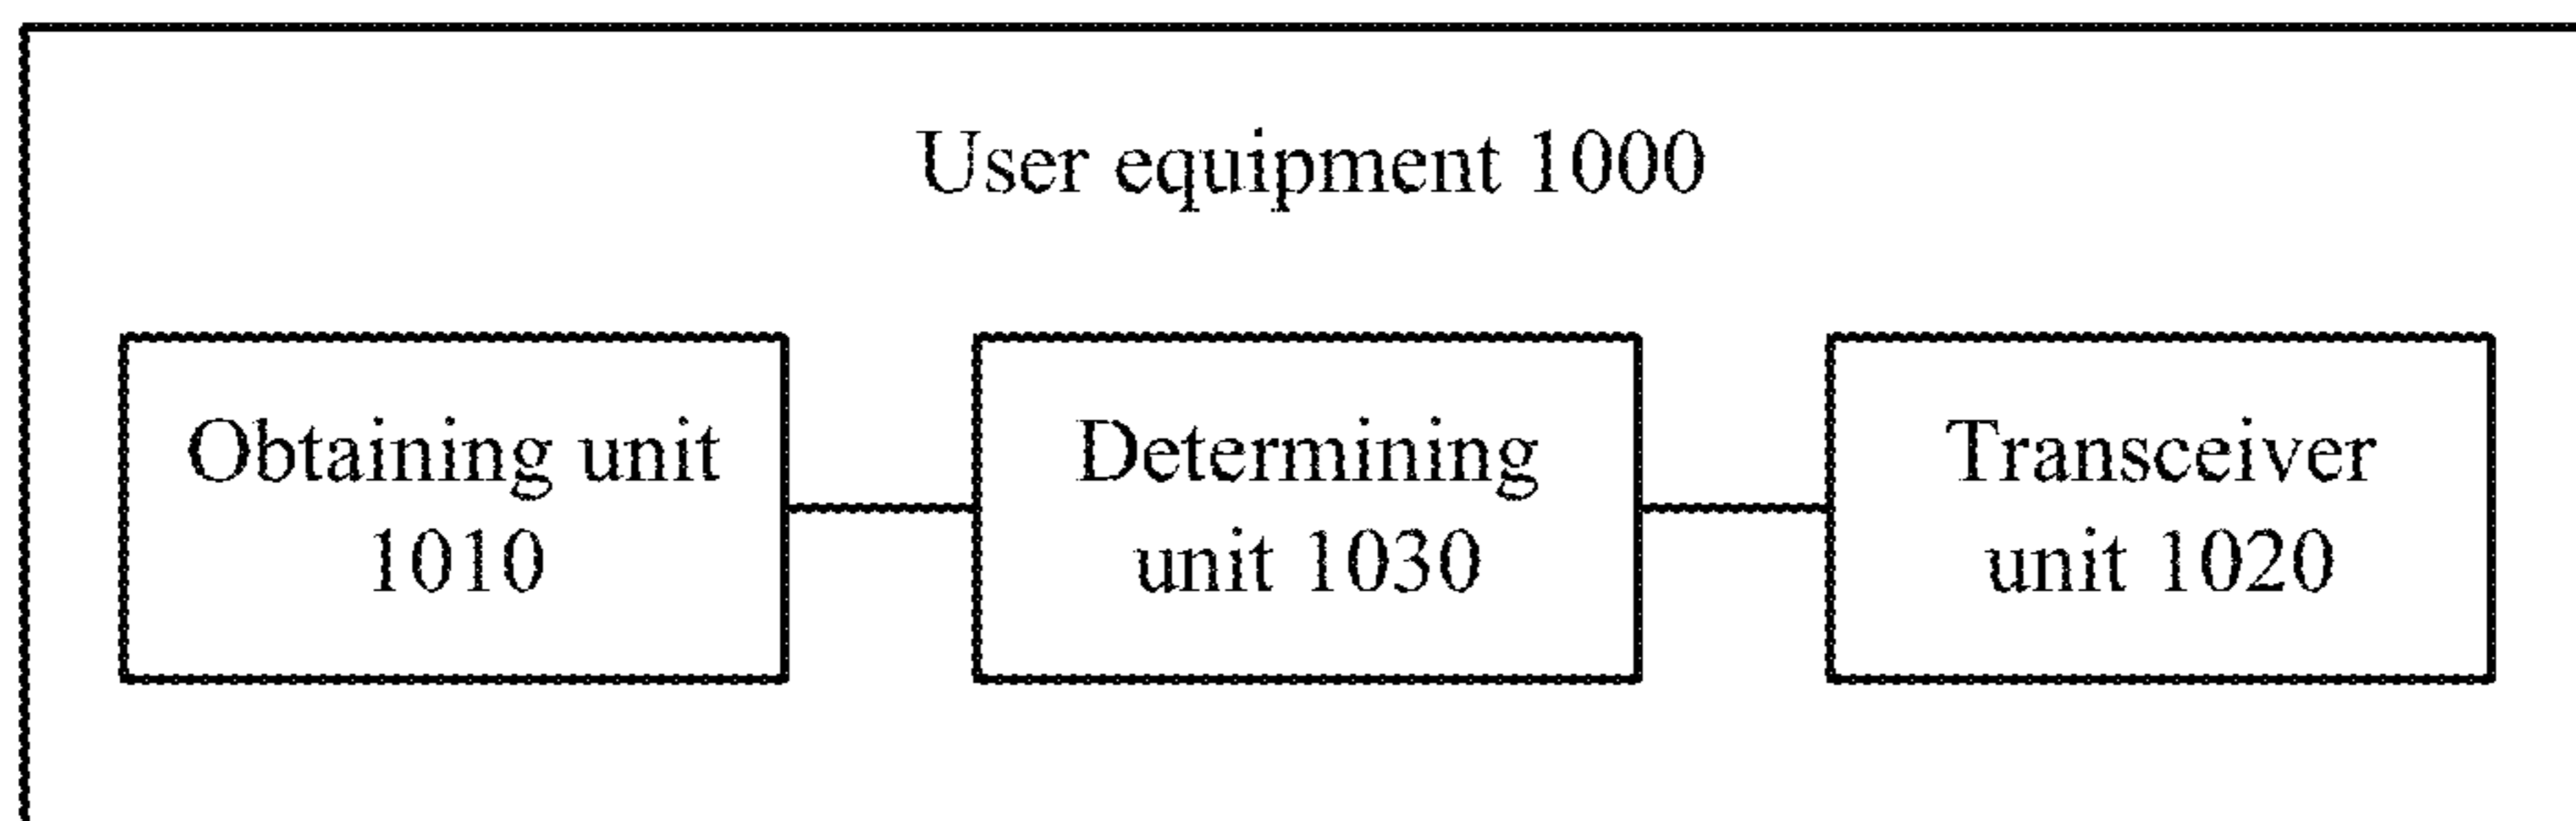 User equipment 1000
Obtaining unit
1010
Determining
unit 1030
Transceiver
unit 1020